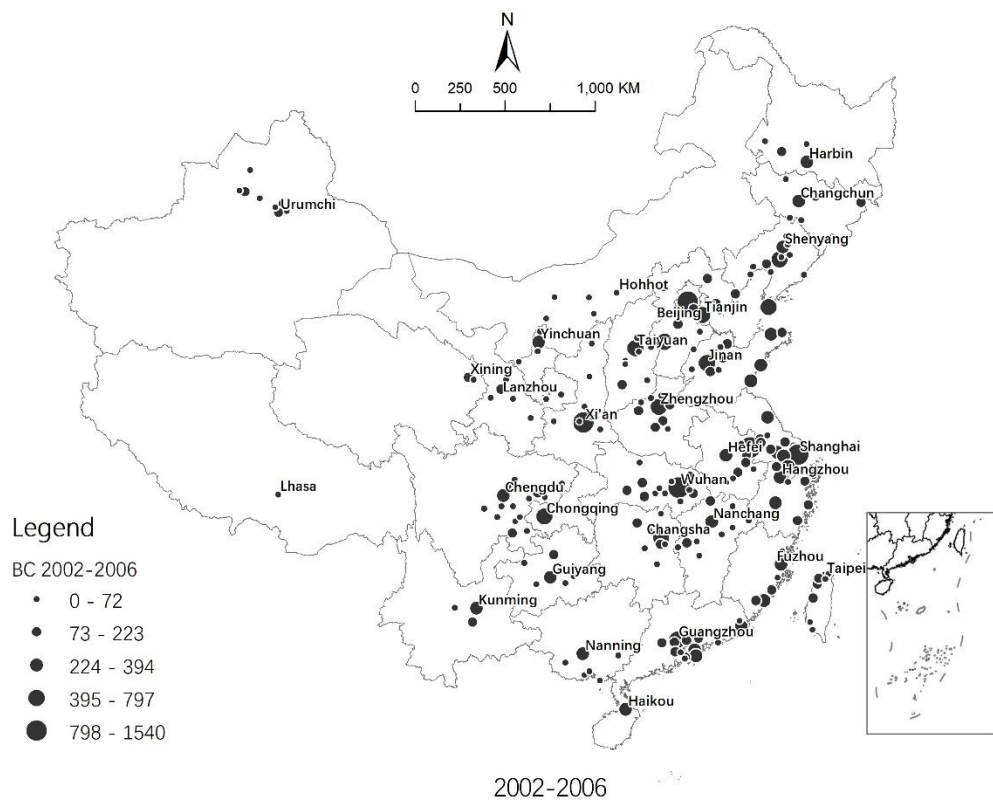 N
0 250 500 1,000 KM
Harbin
Changchun
Urumchi
Shenyang
Hohhot
Beijing
Tianjin
Yinchuan
Taiyuan
Jinan
Xining
Lanzhou
Zhengzhou
Xi'an
Hefei
Shanghai
Hangzhou
Lhasa
Chengdu
Wuhan
Chongqing
Nanchang
Changsha
Fuzhou
Taipei
Guiyang
Kunming
Guangzhou
Nanning
Haikou
Legend
BC 2002-2006
0 - 72
73 - 223
224 - 394
395 - 797
798 - 1540
2002-2006